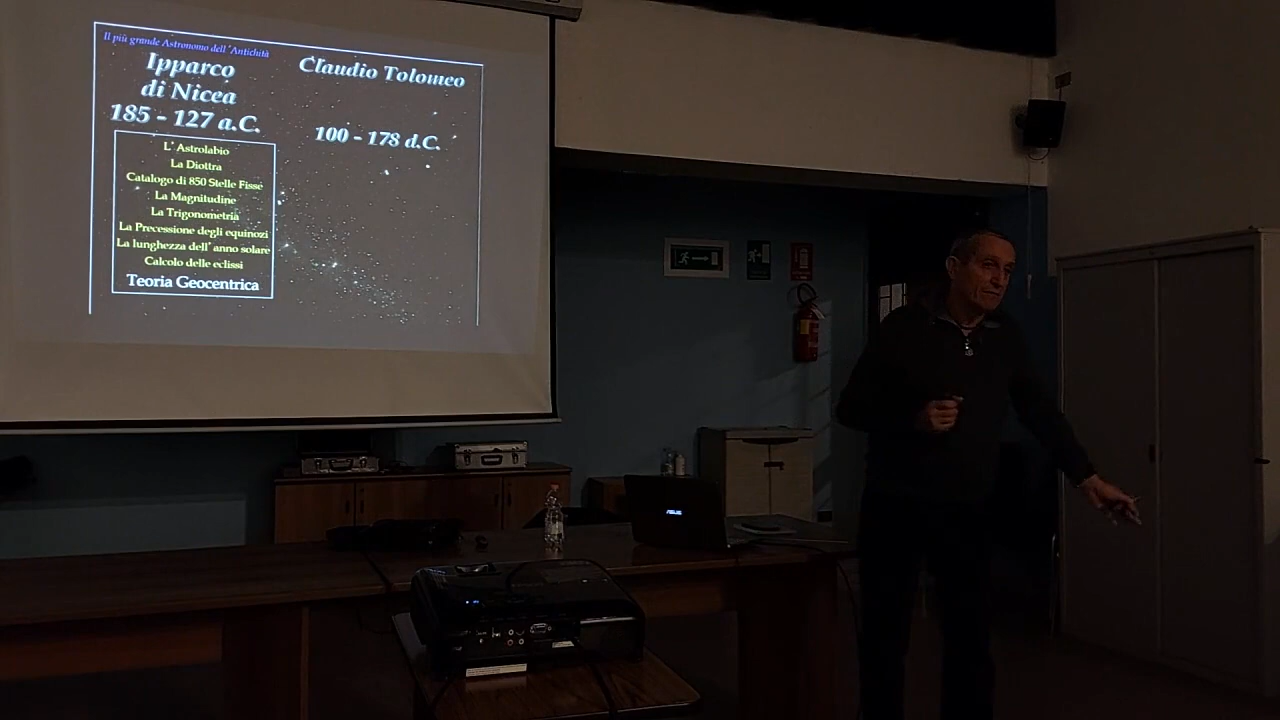 Il più grande Astronomo dell'Antichità
Ipparco
di Nicea
185 - 127 a.C.
L'Astrolabio
La Diottra
Catalogo di 850 Stelle Fisse
La Magnitudine
La Trigonometria
La Precessione degli equinozi
La lunghezza dell'anno solare
Calcolo delle eclissi
Teoria Geocentrica
Claudio Tolomeo
100 - 178 d.C.
ASUS